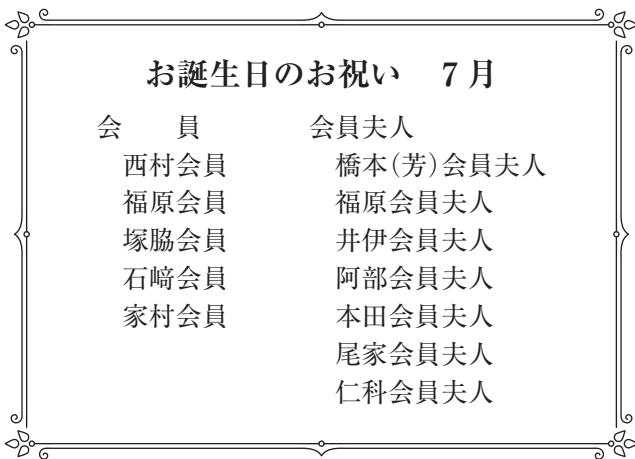 お誕生日のお祝い　7月
会　　員　　　会員夫人
西村会員　　　橋本(芳)会員夫人
福原会員　　　福原会員夫人
塚脇会員　　　井伊会員夫人
石﨑会員　　　阿部会員夫人
家村会員　　　本田会員夫人
尾家会員夫人
仁科会員夫人